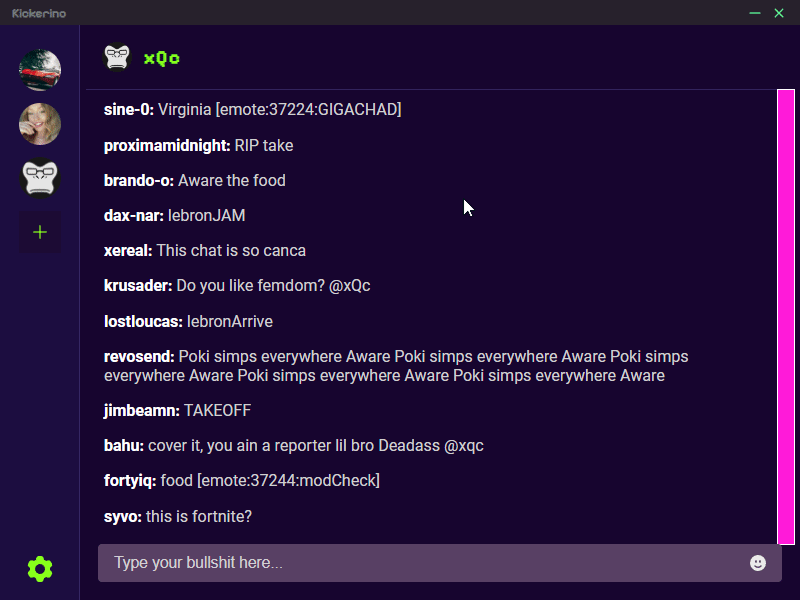 Kickerino
xQc
sine-0: Virginia [emote:37224:GIGACHAD]
proximamidnight: RIP take
brando-o: Aware the food
dax-nar: lebronJAM
xereal: This chat is so canca
krusader: Do you like femdom? @xQc
lostloucas: lebronArrive
revosend: Poki simps everywhere Aware Poki simps everywhere Aware Poki simps
everywhere Aware Poki simps everywhere Aware Poki simps everywhere Aware
jimbeamn: TAKEOFF
bahu: cover it, you ain a reporter lil bro Deadass @xqc
fortyiq: food [emote:37244:modCheck]
syvo: this is fortnite?
Type your bullshit here...